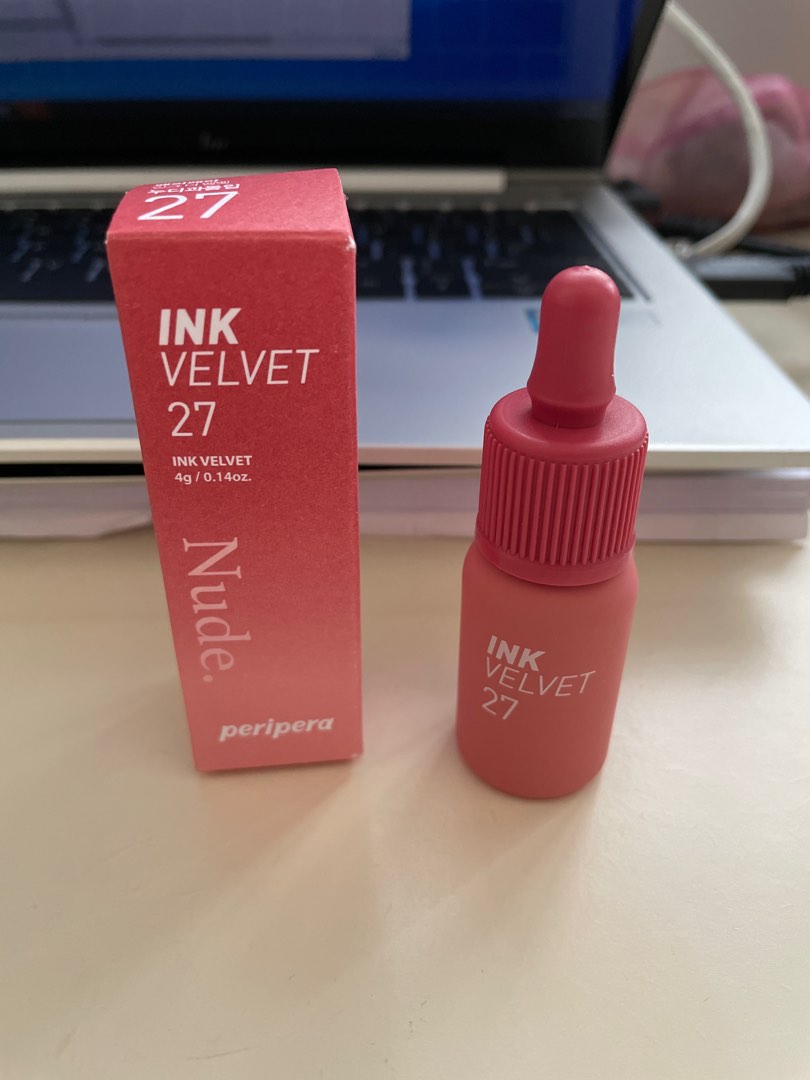 27
INK
VELVET
27
INK VELVET
4g / 0.14oz.
Nude.
peripera
INK
VELVET
27